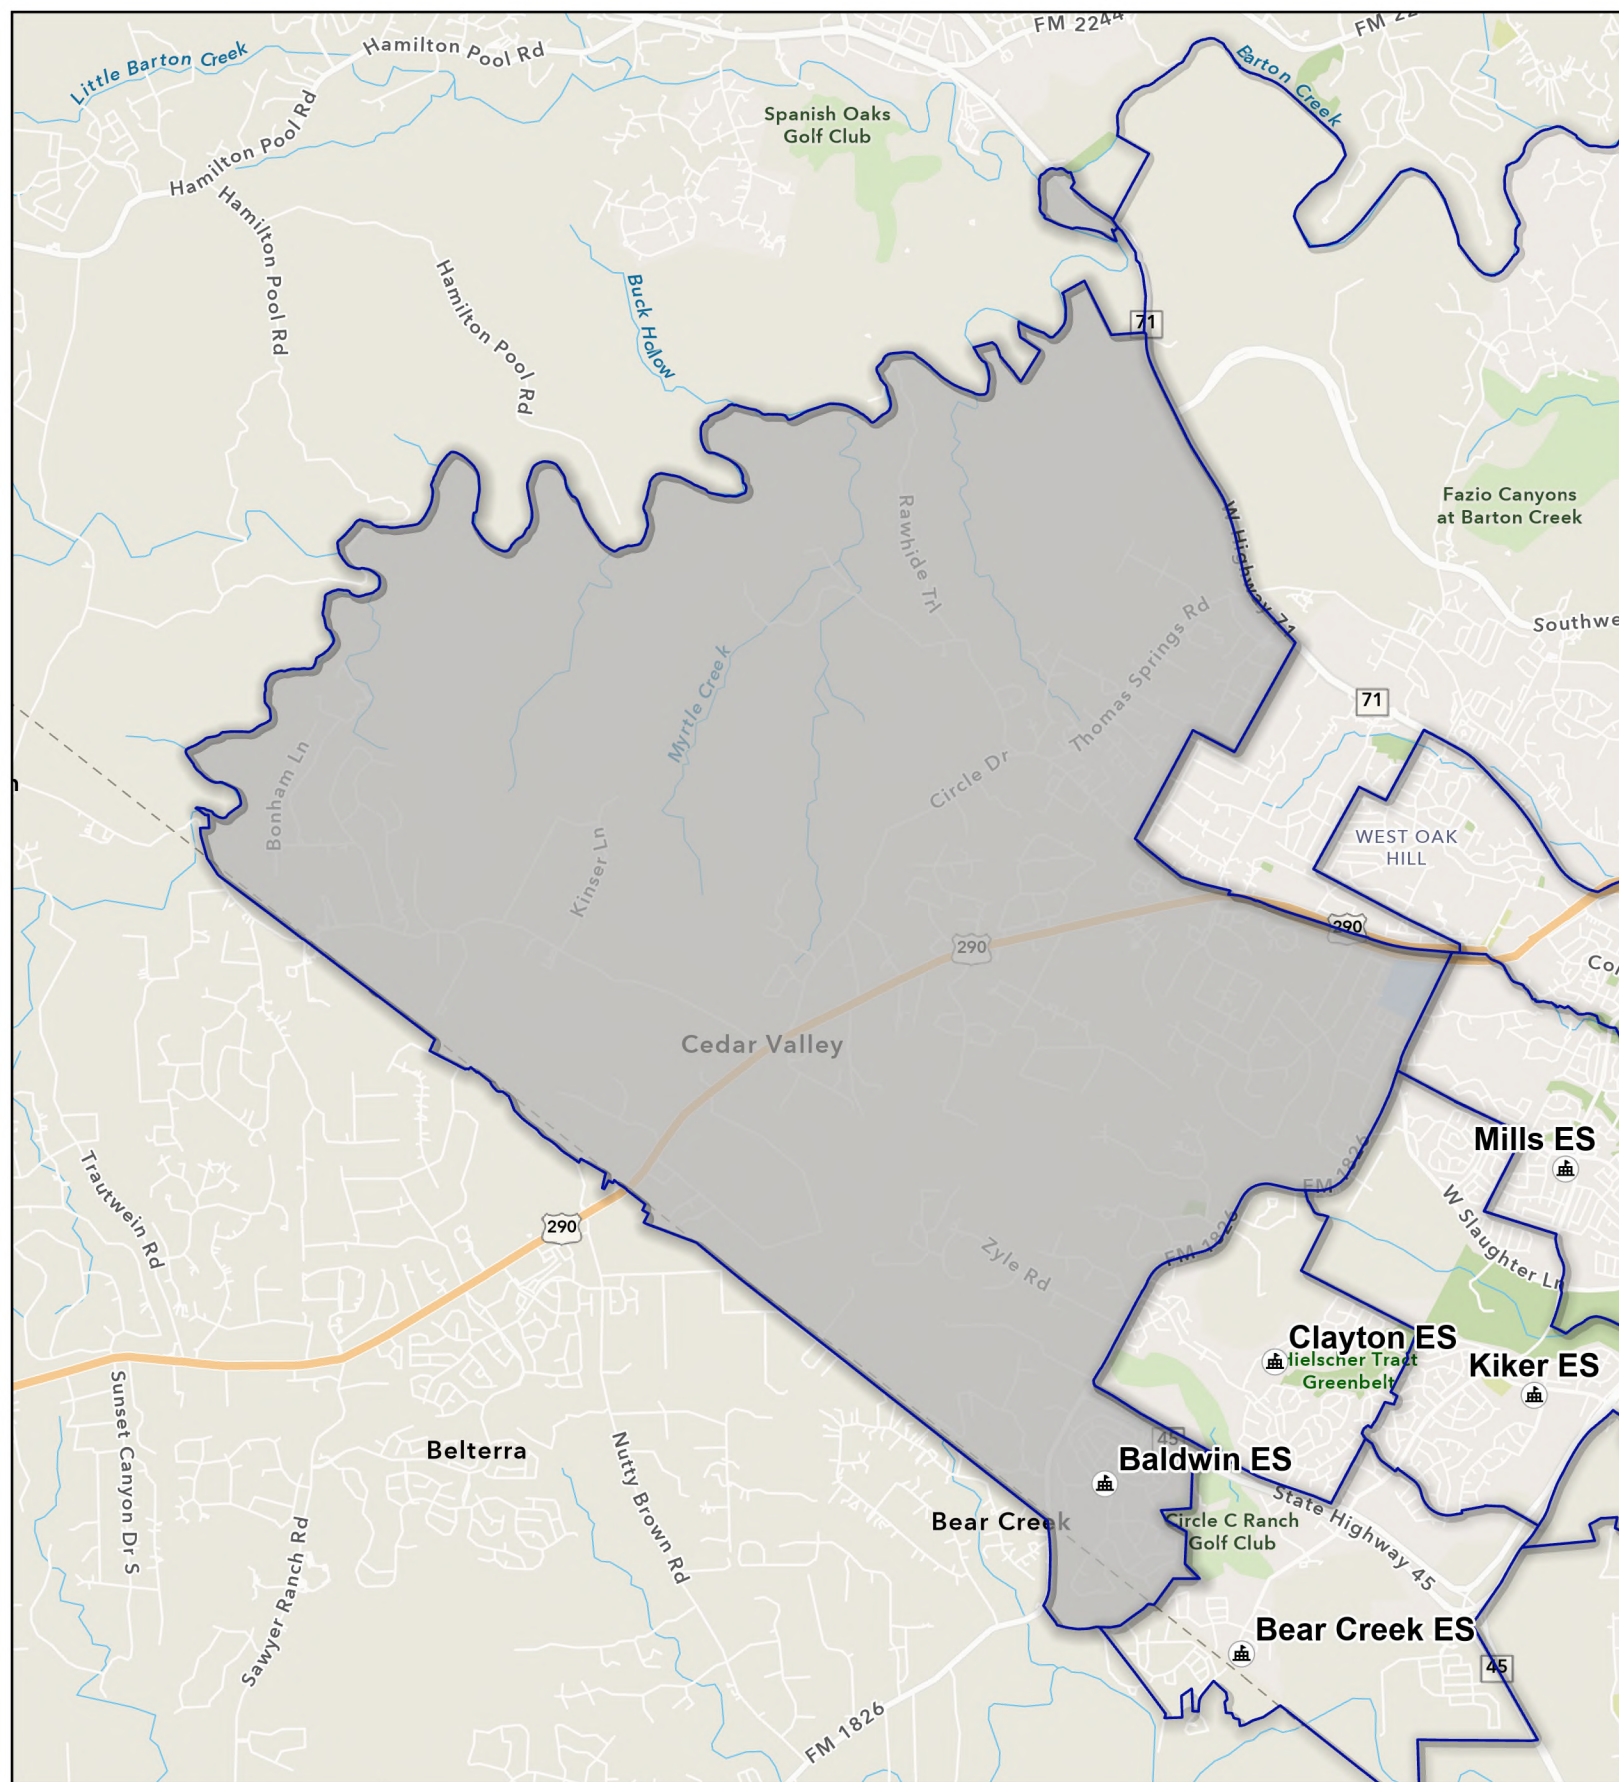 FM 2244
Hamilton Pool Rd
Little Barton Creek
Barton Creek
Hamilton Pool Rd
Spanish Oaks
Golf Club
Hamilton Pool Rd
Hamilton Pool Rd
Buck Hollow
71
Fazio Canyons
at Barton Creek
Rawhide Trl
W Highway 71
Thomas Springs Rd
Myrtle Creek
71
Circle Dr
Bonham Ln
Kinser Ln
WEST OAK
HILL
290
290
Cedar Valley
Mills ES
FM 1826
W Slaughter Ln
FM 1826
Trautwein Rd
290
Zyle Rd
Clayton ES
Greenbelt
Kiker ES
Sunset Canyon Dr S
Belterra
Nutty Brown Rd
45
Baldwin ES
State Highway 45
Bear Creek
Circle C Ranch
Golf Club
Sawyer Ranch Rd
Bear Creek ES
45
FM 1826